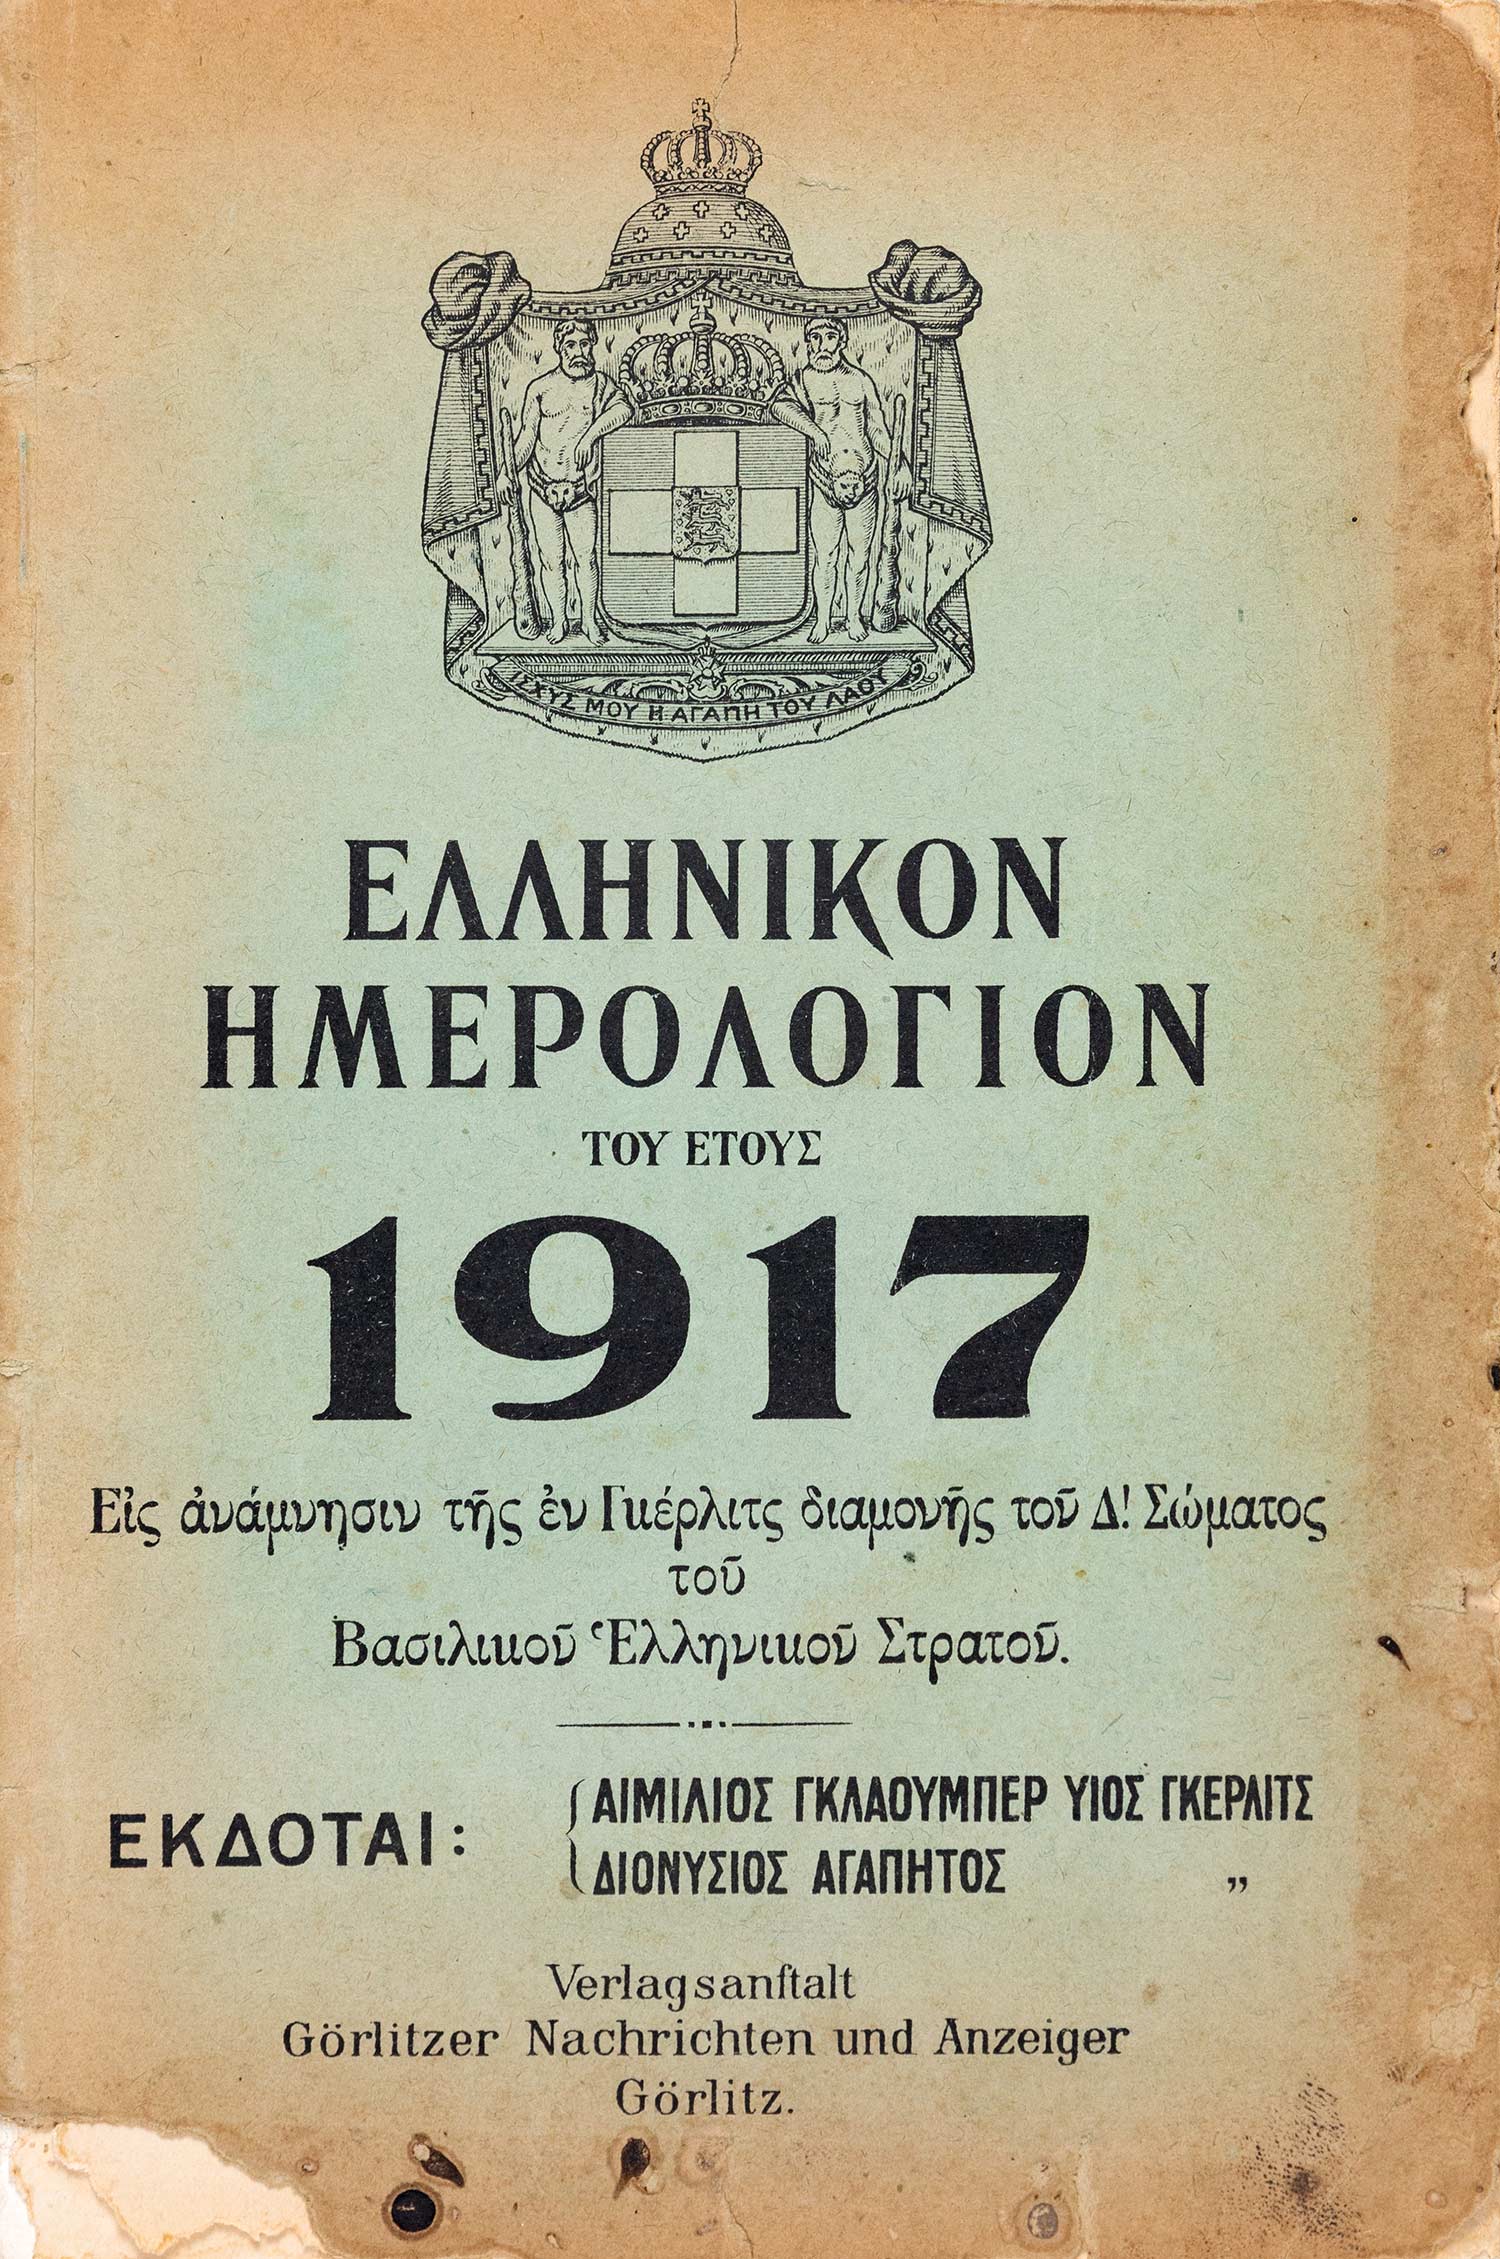 ΙΣΧΥΣ ΜΟΥ Η ΑΓΑΠΗ ΤΟΥ ΛΑΟΥ
ΕΛΛΗΝΙΚΟΝ
ΗΜΕΡΟΛΟΓΙΟΝ
ΤΟΥ ΕΤΟΥΣ
1917
Εἰς ἀνάμνησιν τῆς ἐν Γκέρλιτς διαμονῆς τοῦ Δ! Σώματος
τοῦ
Βασιλικοῦ Ἑλληνικοῦ Στρατοῦ.
ΕΚΔΟΤΑΙ:
ΑΙΜΙΛΙΟΣ ΓΚΛΑΟΥΜΠΕΡ ΥΙΟΣ ΓΚΕΡΛΙΤΣ
ΔΙΟΝΥΣΙΟΣ ΑΓΑΠΗΤΟΣ „
Verlagsanſtalt
Görlitzer Nachrichten und Anzeiger
Görlitz.